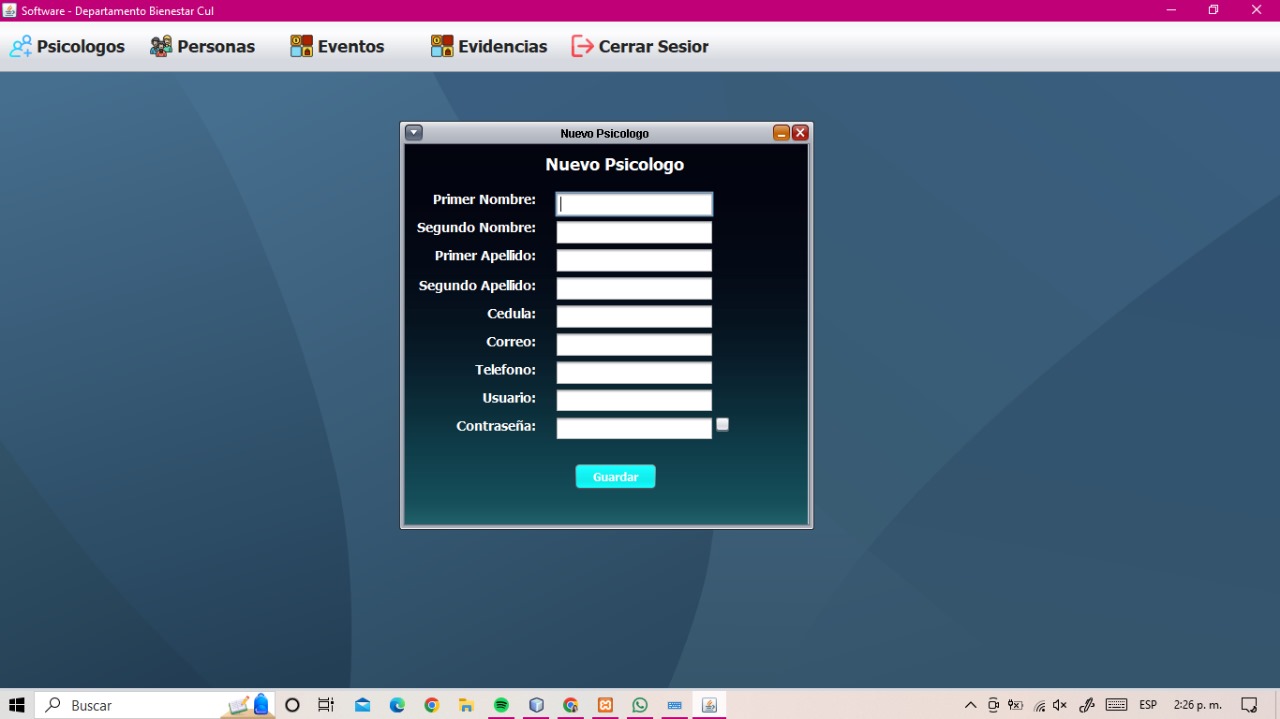 Software - Departamento Bienestar Cul
Psicologos Personas Eventos Evidencias Cerrar Sesior
Nuevo Psicologo
Nuevo Psicologo
Primer Nombre:
Segundo Nombre:
Primer Apellido:
Segundo Apellido:
Cedula:
Correo:
Telefono:
Usuario:
Contraseña:
Guardar
Buscar ESP 2:26 p. m.